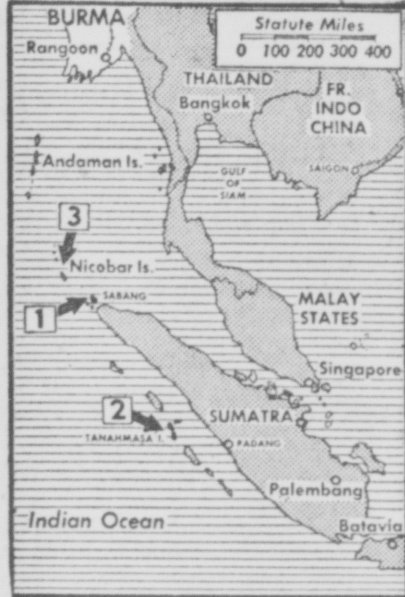 BURMA
Statute Miles
0 100 200 300 400
Rangoon
THAILAND
Bangkok
FR.
INDO
CHINA
SAIGON
Andaman Is.
GULF
OF
SIAM
3
Nicobar Is.
SABANG
1
MALAY
STATES
Singapore
2
SUMATRA
TANAHMASA I.
PADANG
Palembang
Indian Ocean
Batavia